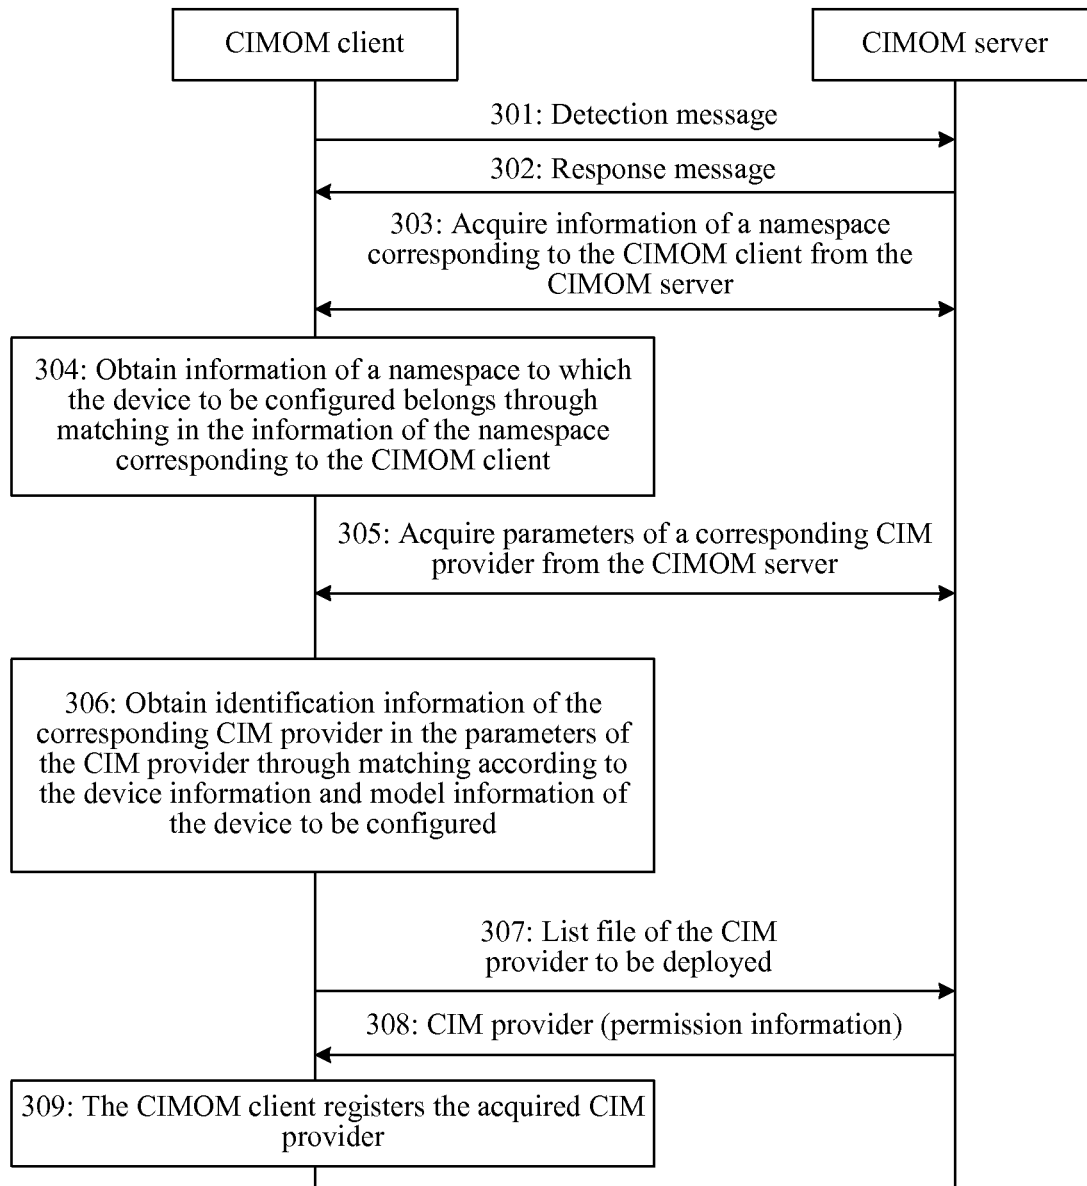 CIMOM client
CIMOM server
301: Detection message
302: Response message
303: Acquire information of a namespace
corresponding to the CIMOM client from the
CIMOM server
304: Obtain information of a namespace to which
the device to be configured belongs through
matching in the information of the namespace
corresponding to the CIMOM client
305: Acquire parameters of a corresponding CIM
provider from the CIMOM server
306: Obtain identification information of the
corresponding CIM provider in the parameters of
the CIM provider through matching according to
the device information and model information of
the device to be configured
307: List file of the CIM
provider to be deployed
308: CIM provider (permission information)
309: The CIMOM client registers the acquired CIM
provider